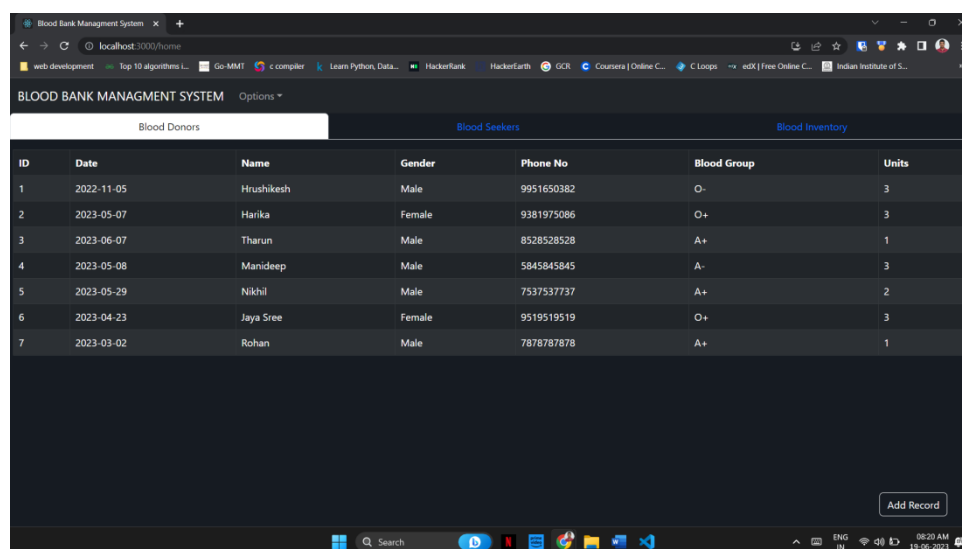 Blood Bank Managment System
localhost:3000/home
web development Top 10 algorithms i... Go-MMT c compiler Learn Python, Data... HackerRank HackerEarth GCR Coursera | Online C... C Loops edX | Free Online C... Indian Institute of S...
BLOOD BANK MANAGMENT SYSTEM Options
Blood Donors Blood Seekers Blood Inventory
ID Date Name Gender Phone No Blood Group Units
1 2022-11-05 Hrushikesh Male 9951650382 O- 3
2 2023-05-07 Harika Female 9381975086 O+ 3
3 2023-06-07 Tharun Male 8528528528 A+ 1
4 2023-05-08 Manideep Male 5845845845 A- 3
5 2023-05-29 Nikhil Male 7537537737 A+ 2
6 2023-04-23 Jaya Sree Female 9519519519 O+ 3
7 2023-03-02 Rohan Male 7878787878 A+ 1
Add Record
Search ENG 08:20 AM
IN 19-06-2023